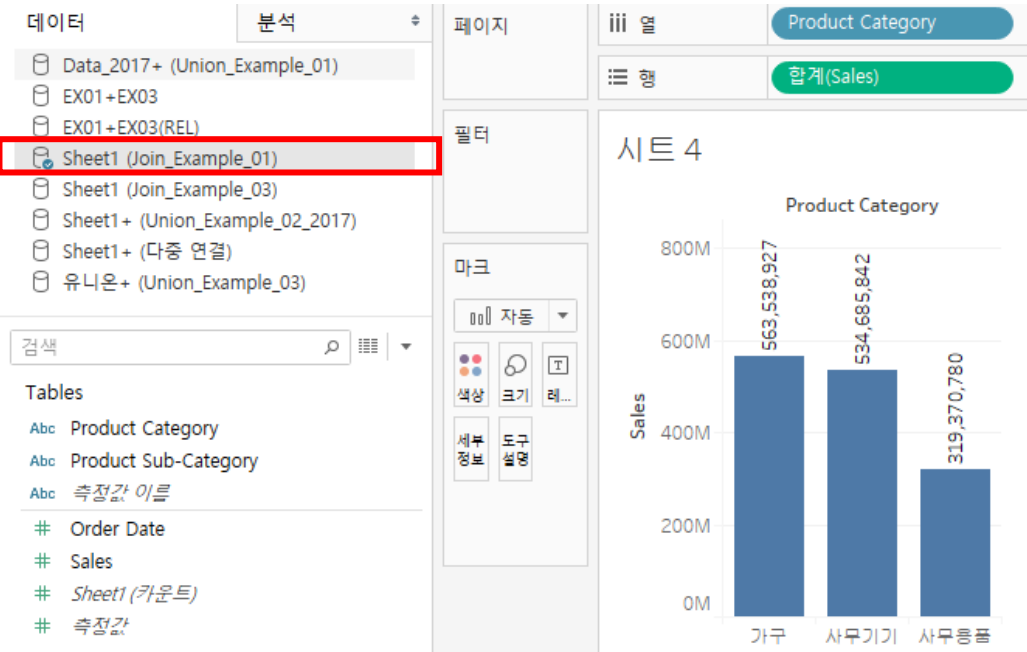 데이터
분석
Data_2017+ (Union_Example_01)
EX01+EX03
EX01+EX03(REL)
Sheet1 (Join_Example_01)
Sheet1 (Join_Example_03)
Sheet1+ (Union_Example_02_2017)
Sheet1+ (다중 연결)
유니온+ (Union_Example_03)
검색
Tables
Abc Product Category
Abc Product Sub-Category
Abc 측정값 이름
# Order Date
# Sales
# Sheet1 (카운트)
# 측정값
페이지
필터
마크
자동
색상
크기
T
레...
세부
정보
도구
설명
열
Product Category
행
합계(Sales)
시트 4
Product Category
Sales
800M
600M
400M
200M
0M
563,538,927
534,685,842
319,370,780
가구
사무기기
사무용품